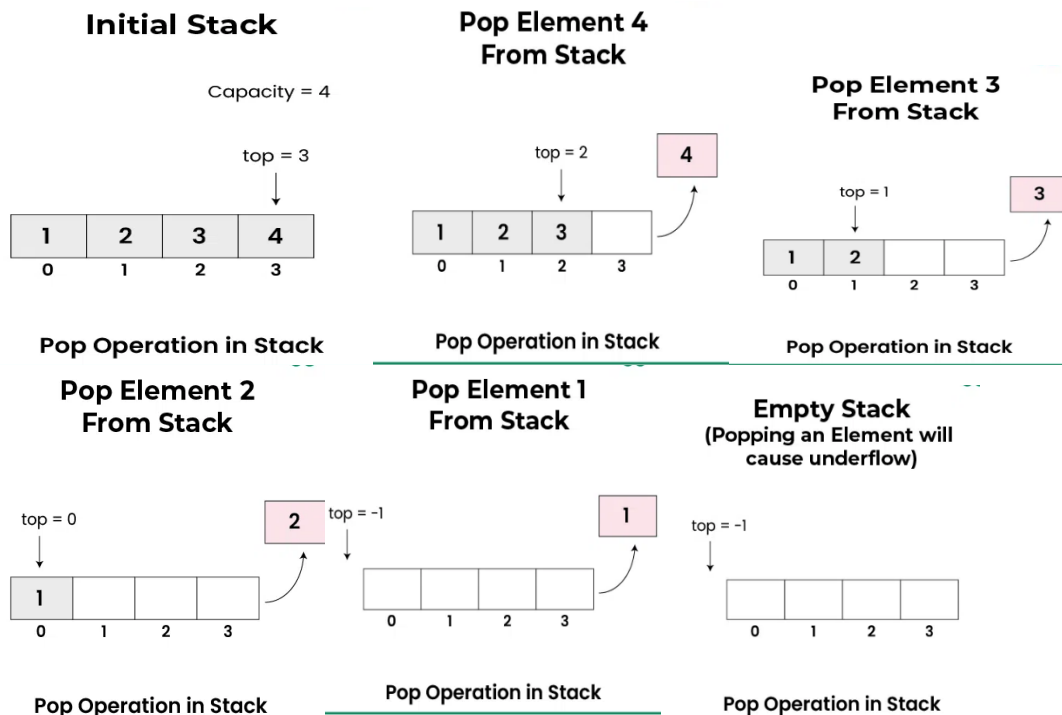 Initial Stack
Capacity = 4
top = 3
1 2 3 4
0 1 2 3
Pop Operation in Stack
Pop Element 4
From Stack
top = 2
4
1 2 3
0 1 2 3
Pop Operation in Stack
Pop Element 3
From Stack
top = 1
3
1 2
0 1 2 3
Pop Operation in Stack
Pop Element 2
From Stack
top = 0
2
1
0 1 2 3
Pop Operation in Stack
Pop Element 1
From Stack
top = -1
1
0 1 2 3
Pop Operation in Stack
Empty Stack
(Popping an Element will
cause underflow)
top = -1
0 1 2 3
Pop Operation in Stack